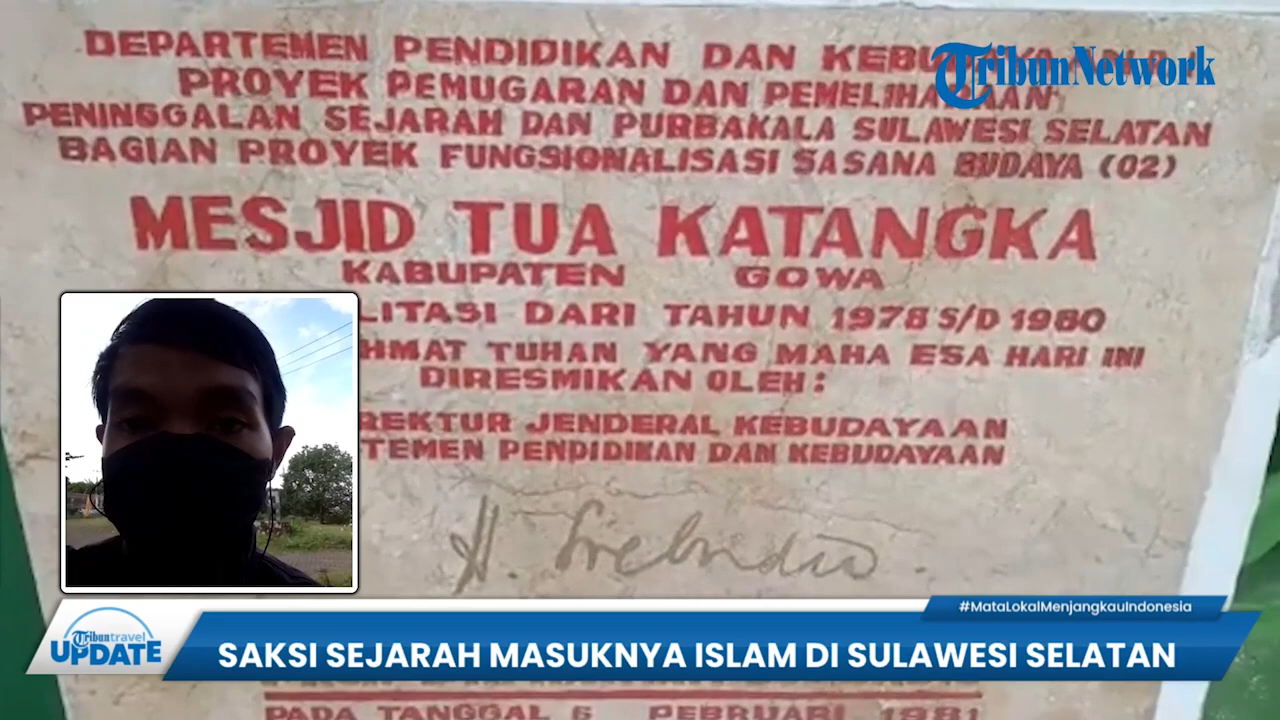 TribunNetwork
DEPARTEMEN PENDIDIKAN DAN
PROYEK PEMUGARAN DAN PEMELIHARAAN
PENINGGALAN SEJARAH DAN PURBAKALA SULAWESI SELATAN
BAGIAN PROYEK FUNGSIONALISASI SASANA BUDAYA (02)
MESJID TUA KATANGKA
KABUPATEN GOWA
LITASI DARI TAHUN 1978 S/D 1980
HMAT TUHAN YANG MAHA ESA HARI INI
DIRESMIKAN OLEH:
REKTUR JENDERAL KEBUDAYAAN
TEMEN PENDIDIKAN DAN KEBUDAYAAN
#MataLokalMenjangkauIndonesia
Tribun travel
UPDATE
SAKSI SEJARAH MASUKNYA ISLAM DI SULAWESI SELATAN
PADA TANGGAL 6 PEBRUARI 1981